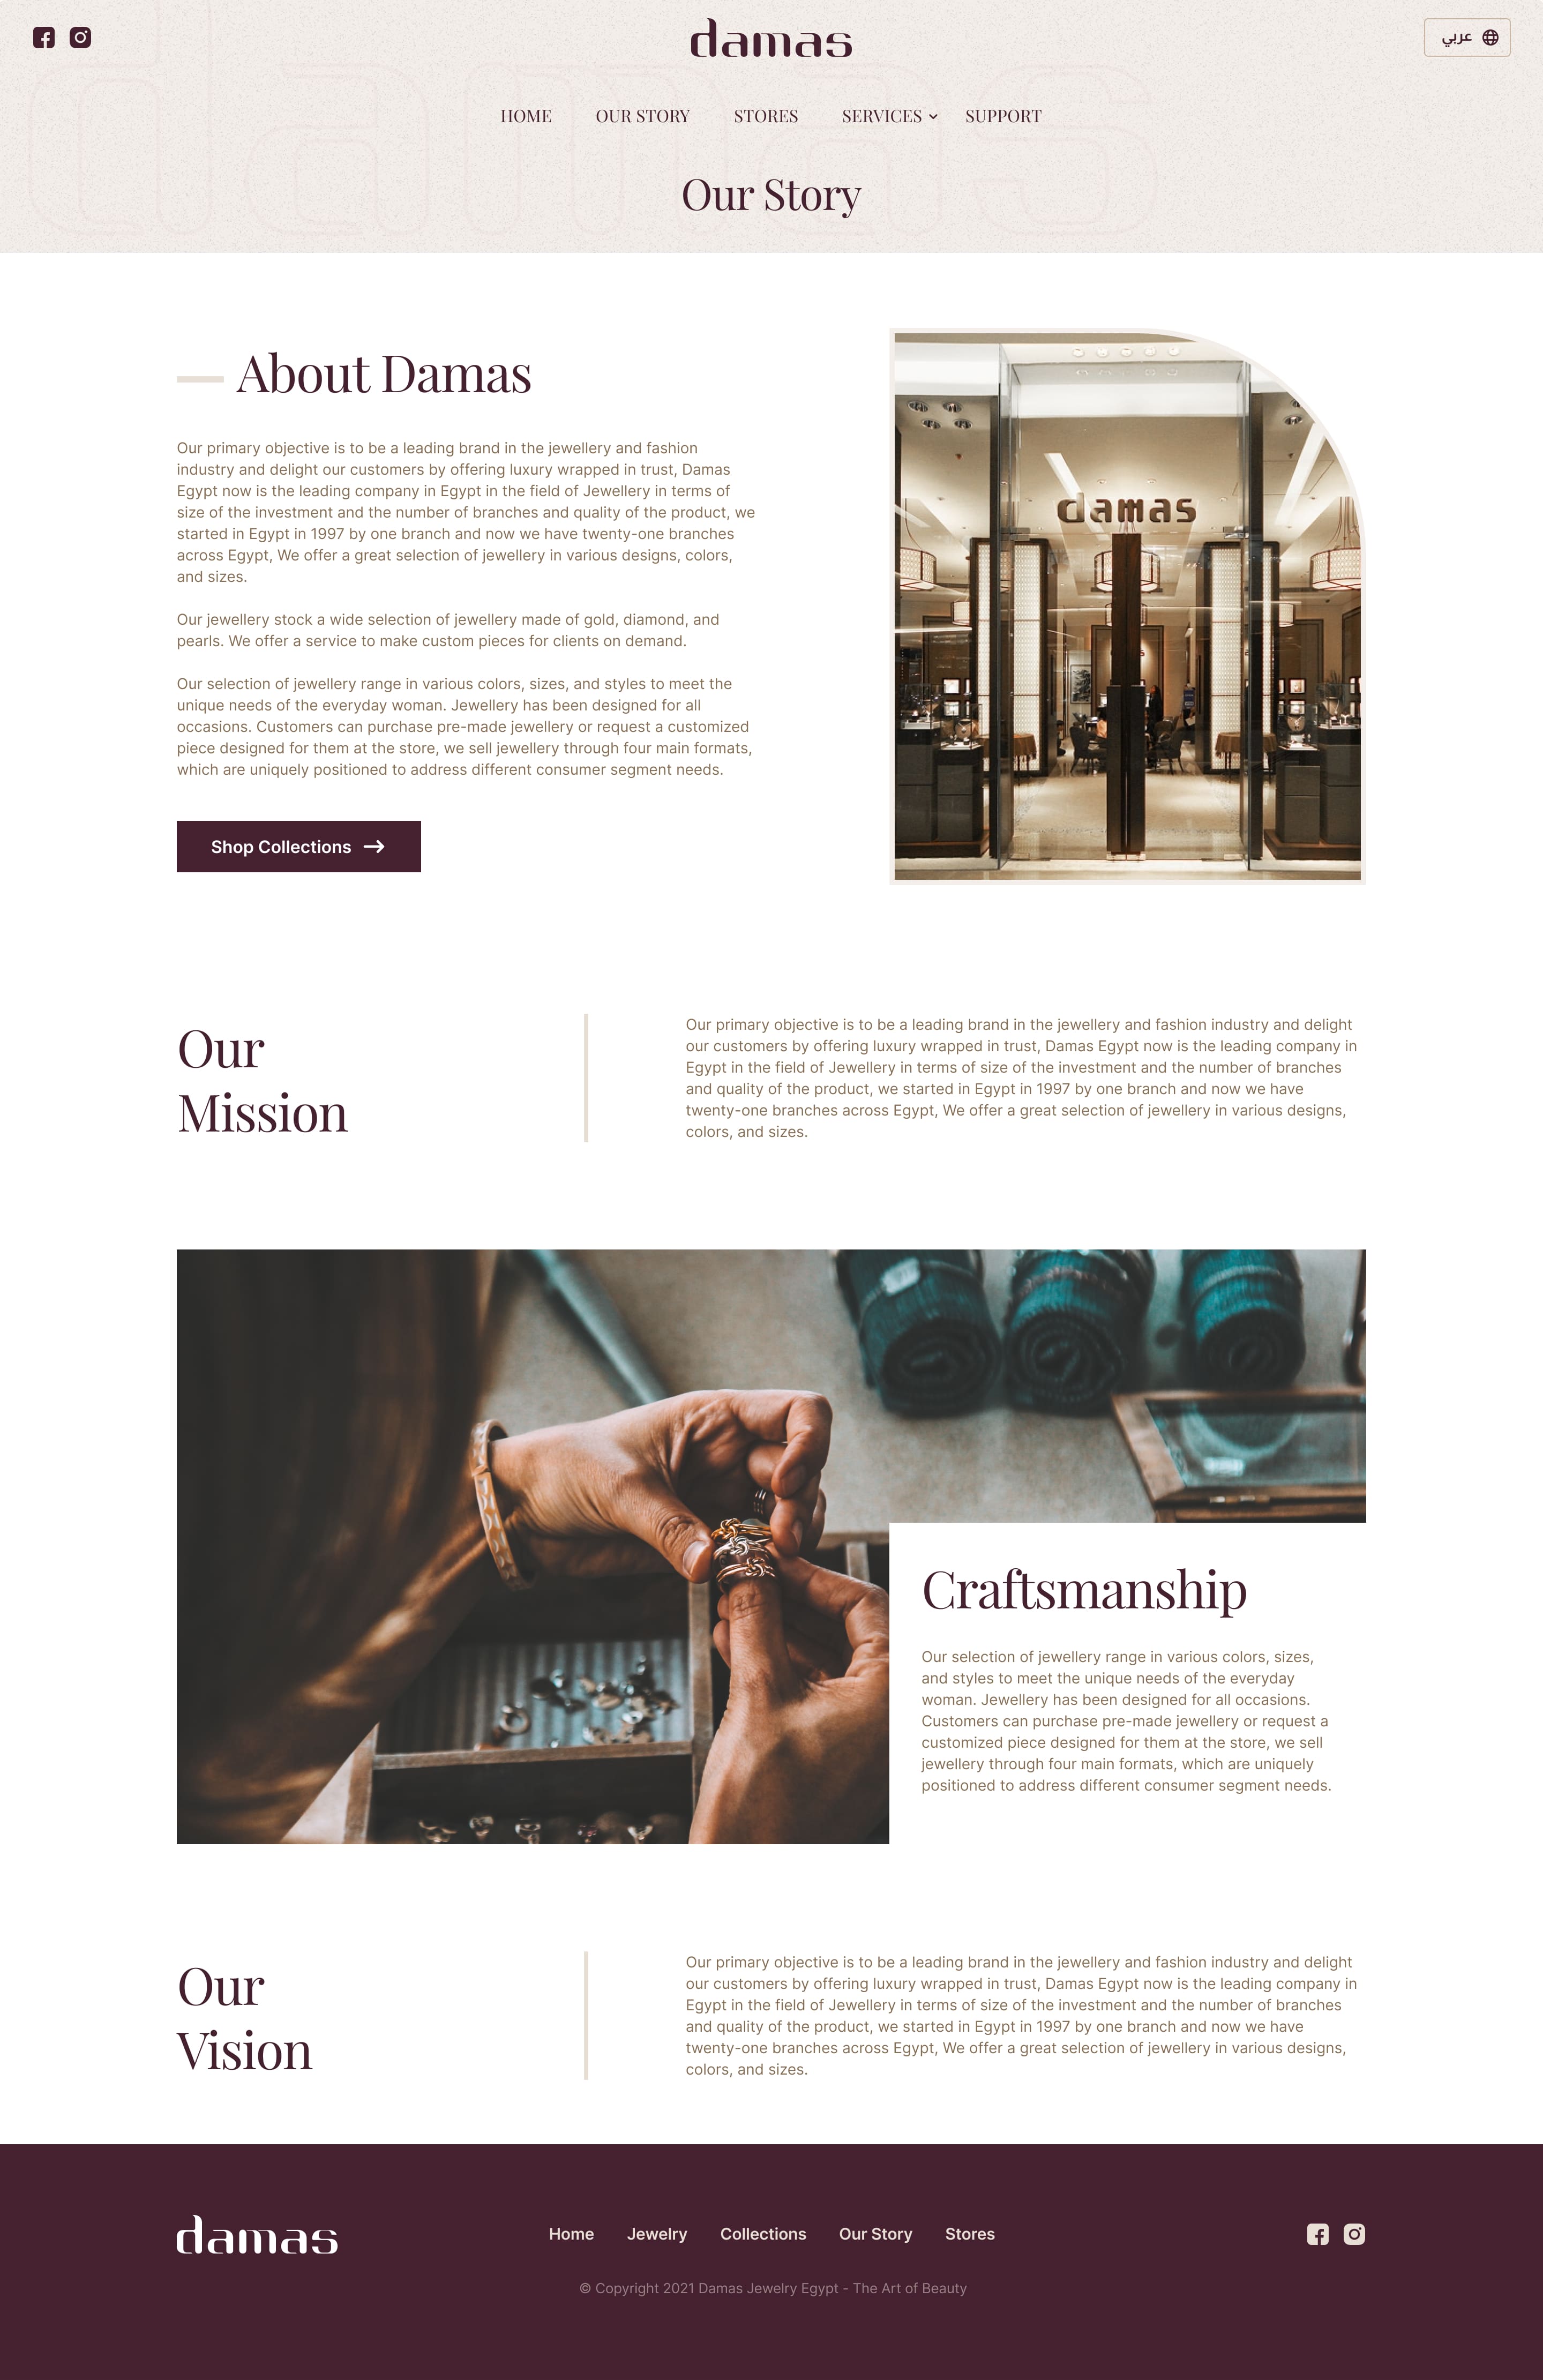 damas
عربي
HOME OUR STORY STORES SERVICES SUPPORT
damas
Our Story
About Damas
Our primary objective is to be a leading brand in the jewellery and fashion
industry and delight our customers by offering luxury wrapped in trust, Damas
Egypt now is the leading company in Egypt in the field of Jewellery in terms of
size of the investment and the number of branches and quality of the product, we
started in Egypt in 1997 by one branch and now we have twenty-one branches
across Egypt, We offer a great selection of jewellery in various designs, colors,
and sizes.
Our jewellery stock a wide selection of jewellery made of gold, diamond, and
pearls. We offer a service to make custom pieces for clients on demand.
Our selection of jewellery range in various colors, sizes, and styles to meet the
unique needs of the everyday woman. Jewellery has been designed for all
occasions. Customers can purchase pre-made jewellery or request a customized
piece designed for them at the store, we sell jewellery through four main formats,
which are uniquely positioned to address different consumer segment needs.
Shop Collections
damas
Our
Mission
Our primary objective is to be a leading brand in the jewellery and fashion industry and delight
our customers by offering luxury wrapped in trust, Damas Egypt now is the leading company in
Egypt in the field of Jewellery in terms of size of the investment and the number of branches
and quality of the product, we started in Egypt in 1997 by one branch and now we have
twenty-one branches across Egypt, We offer a great selection of jewellery in various designs,
colors, and sizes.
Craftsmanship
Our selection of jewellery range in various colors, sizes,
and styles to meet the unique needs of the everyday
woman. Jewellery has been designed for all occasions.
Customers can purchase pre-made jewellery or request a
customized piece designed for them at the store, we sell
jewellery through four main formats, which are uniquely
positioned to address different consumer segment needs.
Our
Vision
Our primary objective is to be a leading brand in the jewellery and fashion industry and delight
our customers by offering luxury wrapped in trust, Damas Egypt now is the leading company in
Egypt in the field of Jewellery in terms of size of the investment and the number of branches
and quality of the product, we started in Egypt in 1997 by one branch and now we have
twenty-one branches across Egypt, We offer a great selection of jewellery in various designs,
colors, and sizes.
damas
Home Jewelry Collections Our Story Stores
© Copyright 2021 Damas Jewelry Egypt - The Art of Beauty